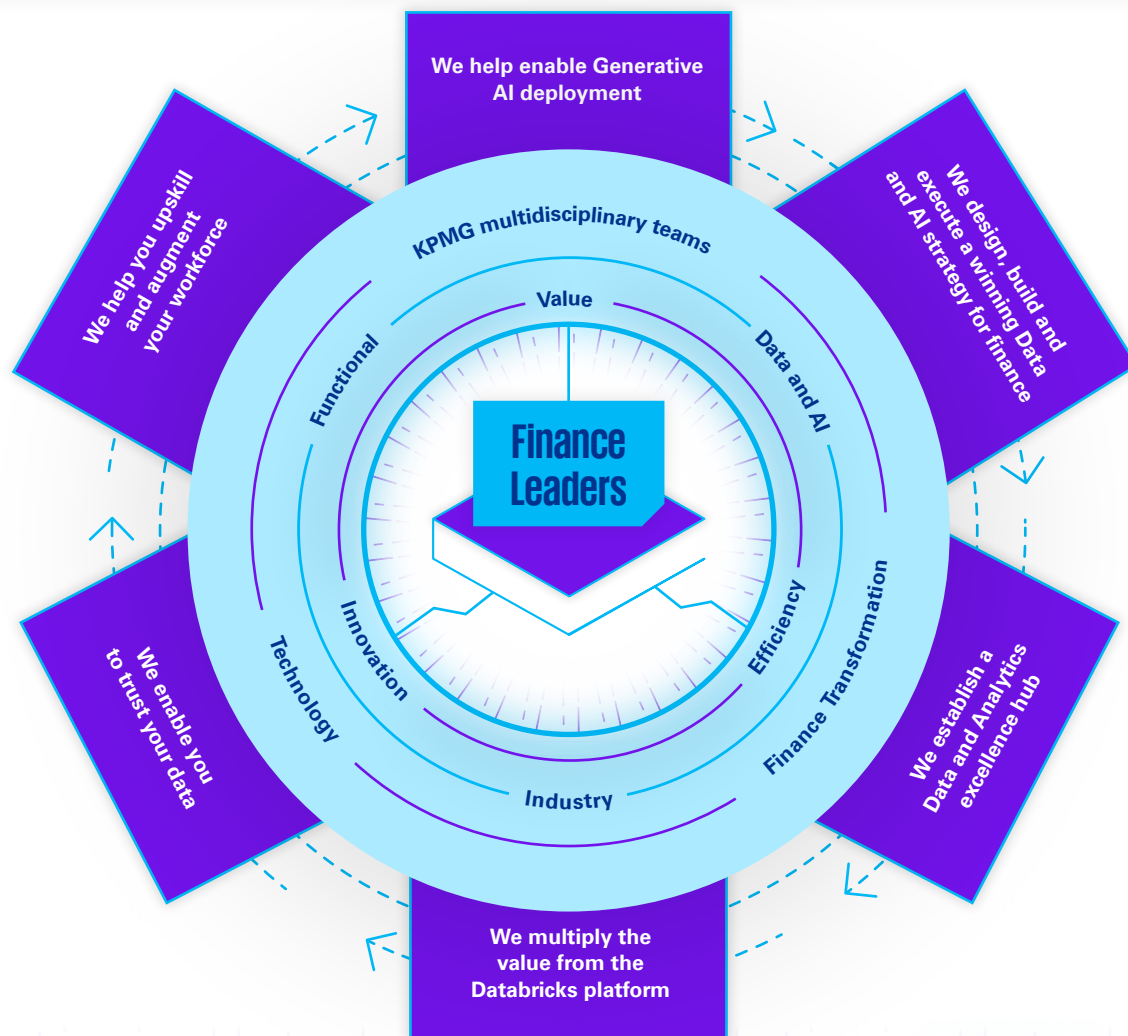 We help enable Generative
AI deployment
We design, build and
execute a winning Data
and AI strategy for finance
We establish a
Data and Analytics
excellence hub
We multiply the
value from the
Databricks platform
We enable you
to trust your data
We help you upskill
and augment
your workforce
KPMG multidisciplinary teams
Finance Transformation
Technology
Functional
Data and AI
Industry
Value
Efficiency
Innovation
Finance
Leaders